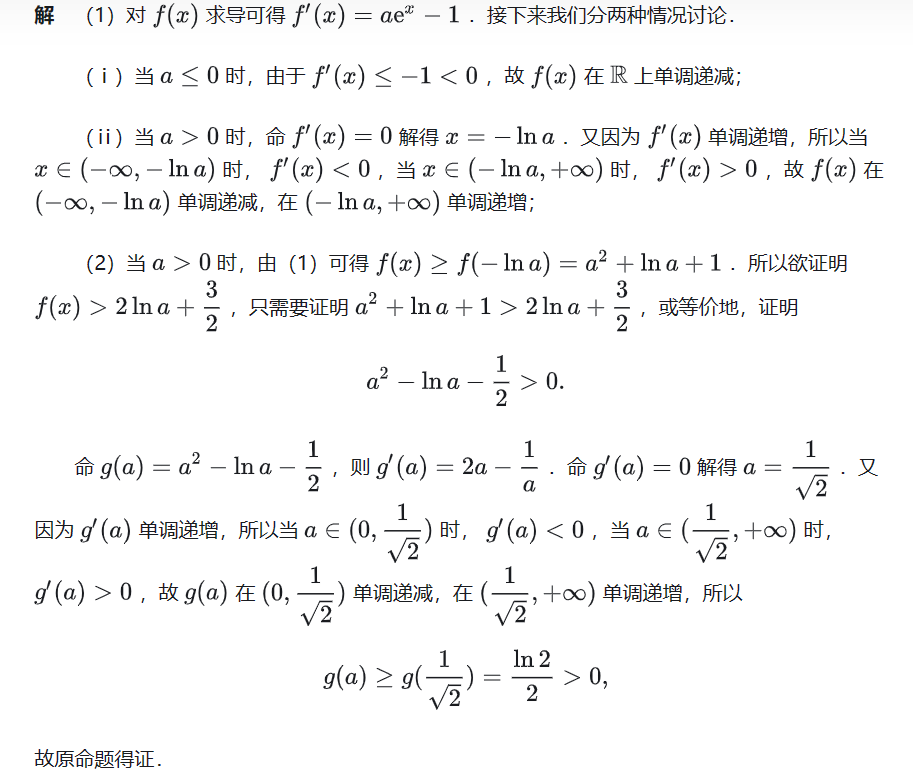 解 （1）对 f(x) 求导可得 f′(x) = ae^x − 1．接下来我们分两种情况讨论．
（ⅰ）当 a ≤ 0 时，由于 f′(x) ≤ −1 < 0，故 f(x) 在 ℝ 上单调递减；
（ii）当 a > 0 时，命 f′(x) = 0 解得 x = − ln a．又因为 f′(x) 单调递增，所以当
x ∈ (−∞, − ln a) 时， f′(x) < 0，当 x ∈ (− ln a, +∞) 时， f′(x) > 0，故 f(x) 在
(−∞, − ln a) 单调递减，在 (− ln a, +∞) 单调递增；
（2）当 a > 0 时，由（1）可得 f(x) ≥ f(− ln a) = a² + ln a + 1．所以欲证明
f(x) > 2 ln a + 3/2，只需要证明 a² + ln a + 1 > 2 ln a + 3/2，或等价地，证明
a² − ln a − 1/2 > 0.
命 g(a) = a² − ln a − 1/2，则 g′(a) = 2a − 1/a．命 g′(a) = 0 解得 a = 1/√2．又
因为 g′(a) 单调递增，所以当 a ∈ (0, 1/√2) 时， g′(a) < 0，当 a ∈ (1/√2, +∞) 时，
g′(a) > 0，故 g(a) 在 (0, 1/√2) 单调递减，在 (1/√2, +∞) 单调递增，所以
g(a) ≥ g(1/√2) = ln 2/2 > 0,
故原命题得证．